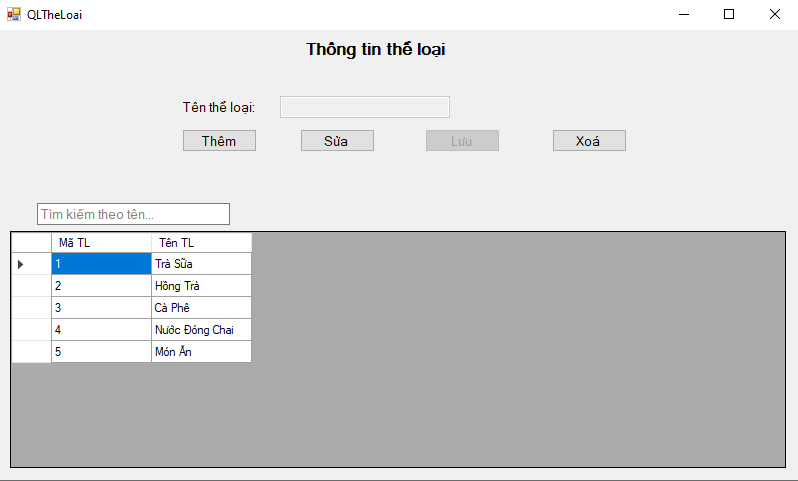 QLTheLoai
Thông tin thể loại
Tên thể loại:
Thêm Sửa Lưu Xoá
Tìm kiếm theo tên...
Mã TL Tên TL
1 Trà Sữa
2 Hồng Trà
3 Cà Phê
4 Nước Đóng Chai
5 Món Ăn